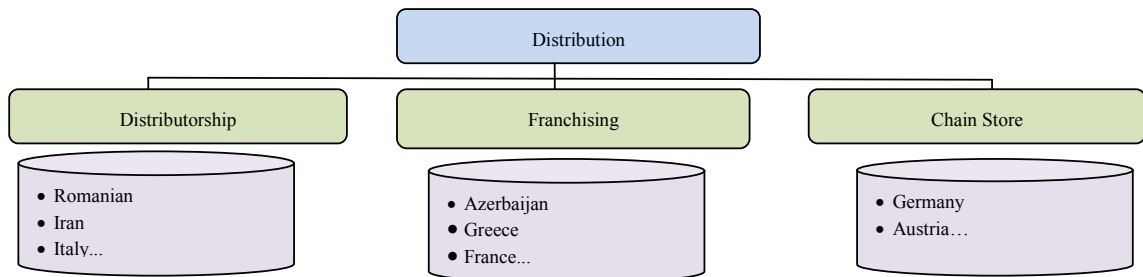 Distribution
Distributorship
Franchising
Chain Store
• Romanian
• Iran
• Italy...
• Azerbaijan
• Greece
• France...
• Germany
• Austria…